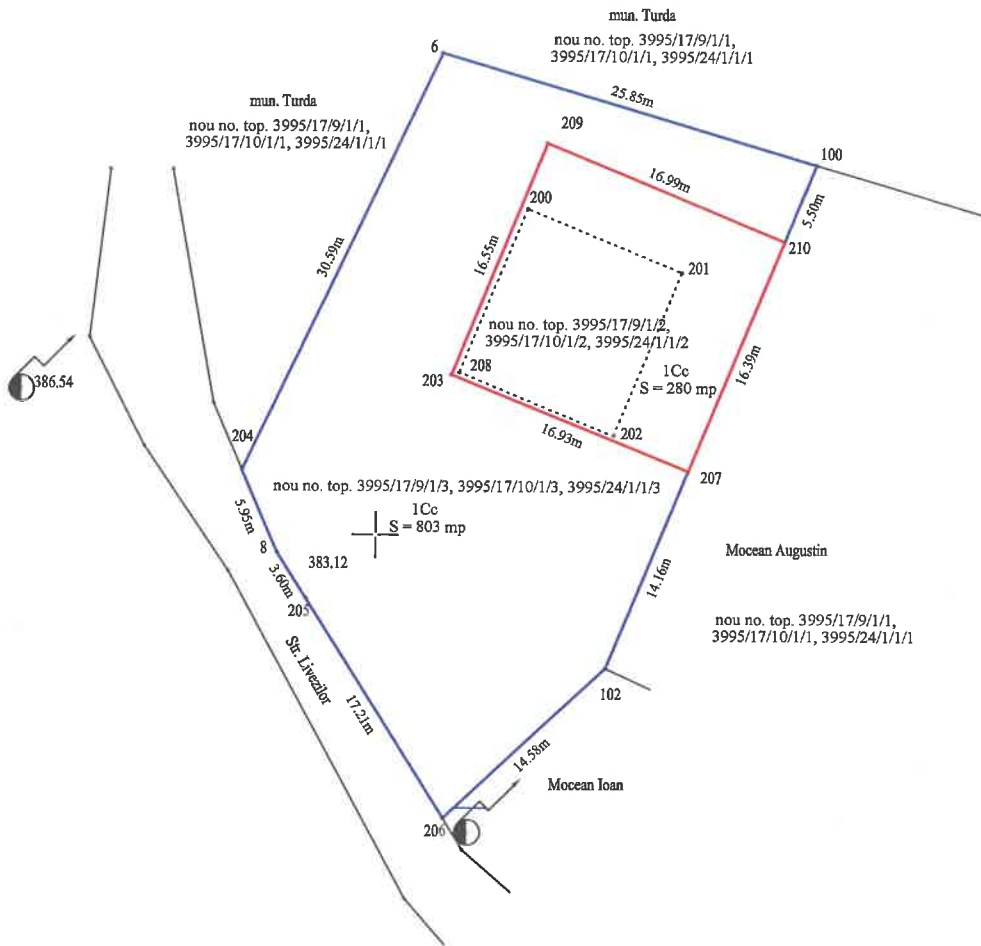 mun. Turda
nou no. top. 3995/17/9/1/1,
3995/17/10/1/1, 3995/24/1/1/1
6
25.85m
mun. Turda
nou no. top. 3995/17/9/1/1,
3995/17/10/1/1, 3995/24/1/1/1
209
100
16.99m
200
5.50m
210
30.59m
16.55m
201
nou no. top. 3995/17/9/1/2,
3995/17/10/1/2, 3995/24/1/1/2
386.54
203
208
1Cc
S = 280 mp
16.39m
16.93m
202
204
207
nou no. top. 3995/17/9/1/3, 3995/17/10/1/3, 3995/24/1/1/3
1Cc
S = 803 mp
5.95m
8
383,12
Mocean Augustin
3.60m
205
14.16m
nou no. top. 3995/17/9/1/1,
3995/17/10/1/1, 3995/24/1/1/1
Str. Livezilor
17.21m
102
14.58m
Mocean Ioan
206